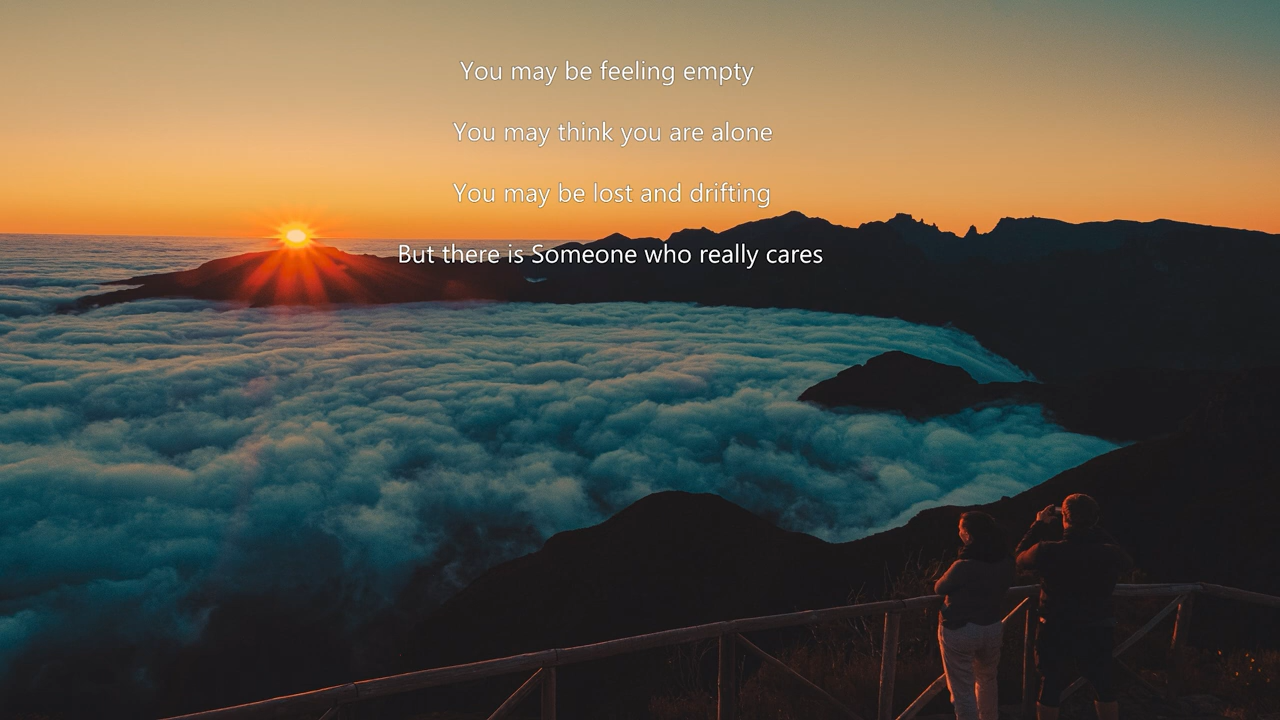 You may be feeling empty
You may think you are alone
You may be lost and drifting
But there is Someone who really cares